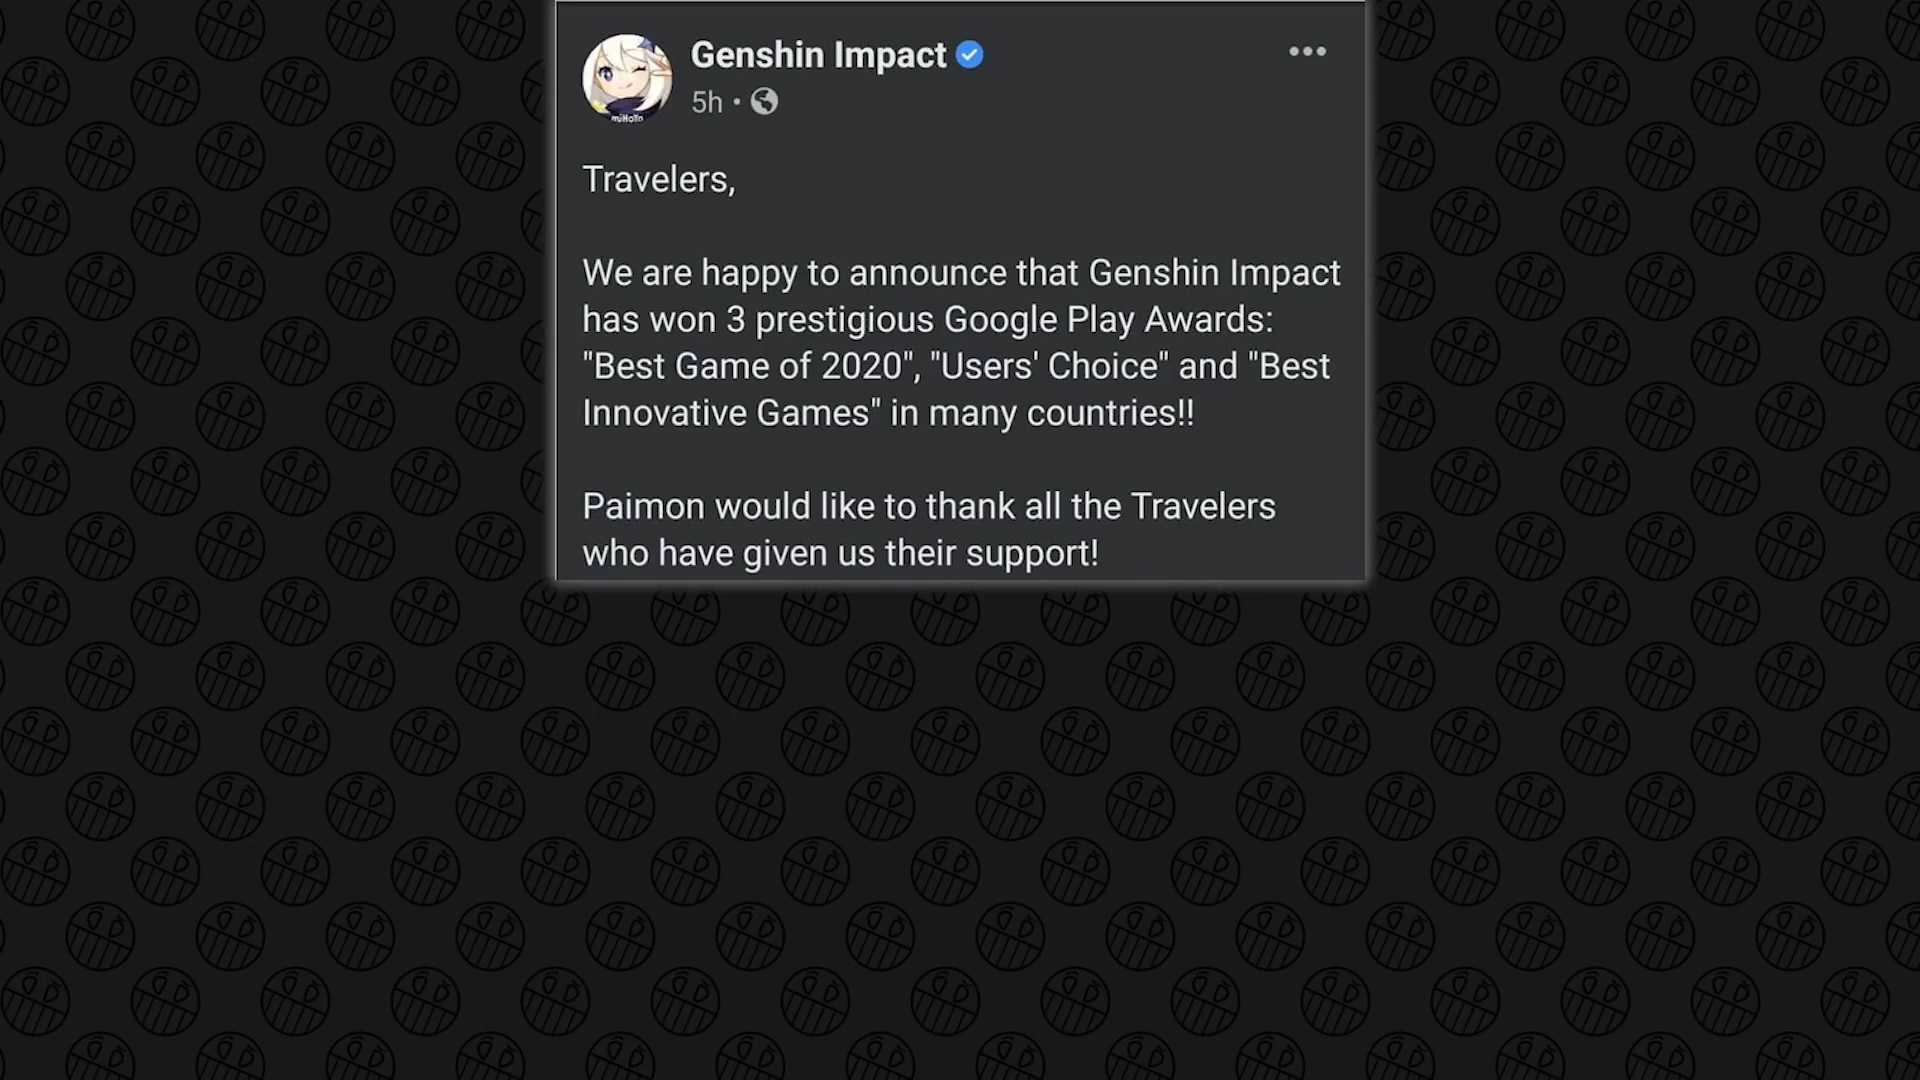 Genshin Impact
5h
miHoYo
Travelers,
We are happy to announce that Genshin Impact
has won 3 prestigious Google Play Awards:
"Best Game of 2020", "Users' Choice" and "Best
Innovative Games" in many countries!!
Paimon would like to thank all the Travelers
who have given us their support!